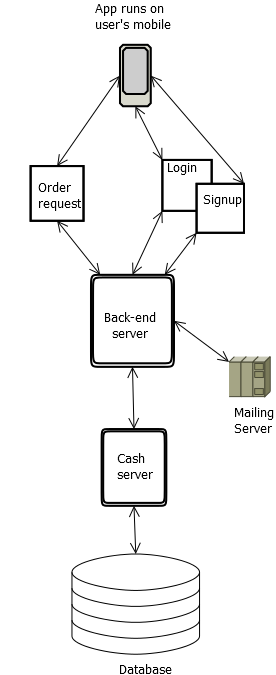 App runs on
user's mobile
Login
Order
request
Signup
Back-end
server
Mailing
Server
Cash
server
Database